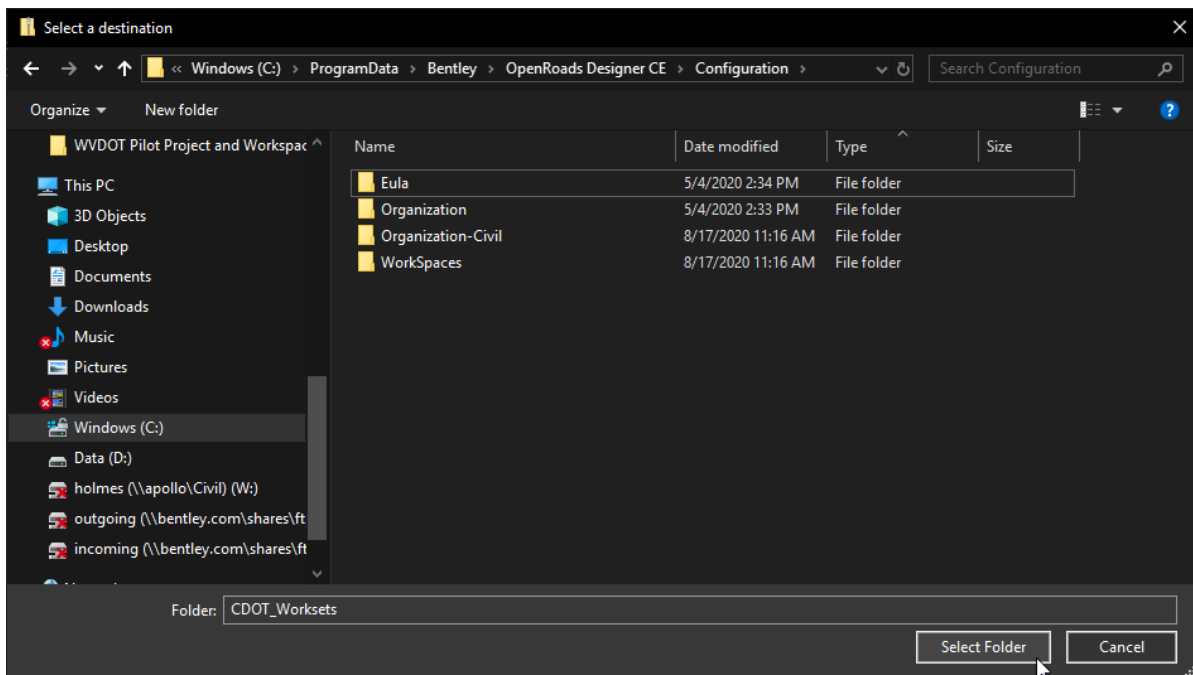 Select a destination
« Windows (C:) › ProgramData › Bentley › OpenRoads Designer CE › Configuration › Search Configuration
Organize New folder
WVDOT Pilot Project and Workspac
This PC
3D Objects
Desktop
Documents
Downloads
Music
Pictures
Videos
Windows (C:)
Data (D:)
holmes (\\apollo\Civil) (W:)
outgoing (\\bentley.com\shares\ft
incoming (\\bentley.com\shares\ft
Name Date modified Type Size
Eula 5/4/2020 2:34 PM File folder
Organization 5/4/2020 2:33 PM File folder
Organization-Civil 8/17/2020 11:16 AM File folder
WorkSpaces 8/17/2020 11:16 AM File folder
Folder: CDOT_Worksets
Select Folder Cancel